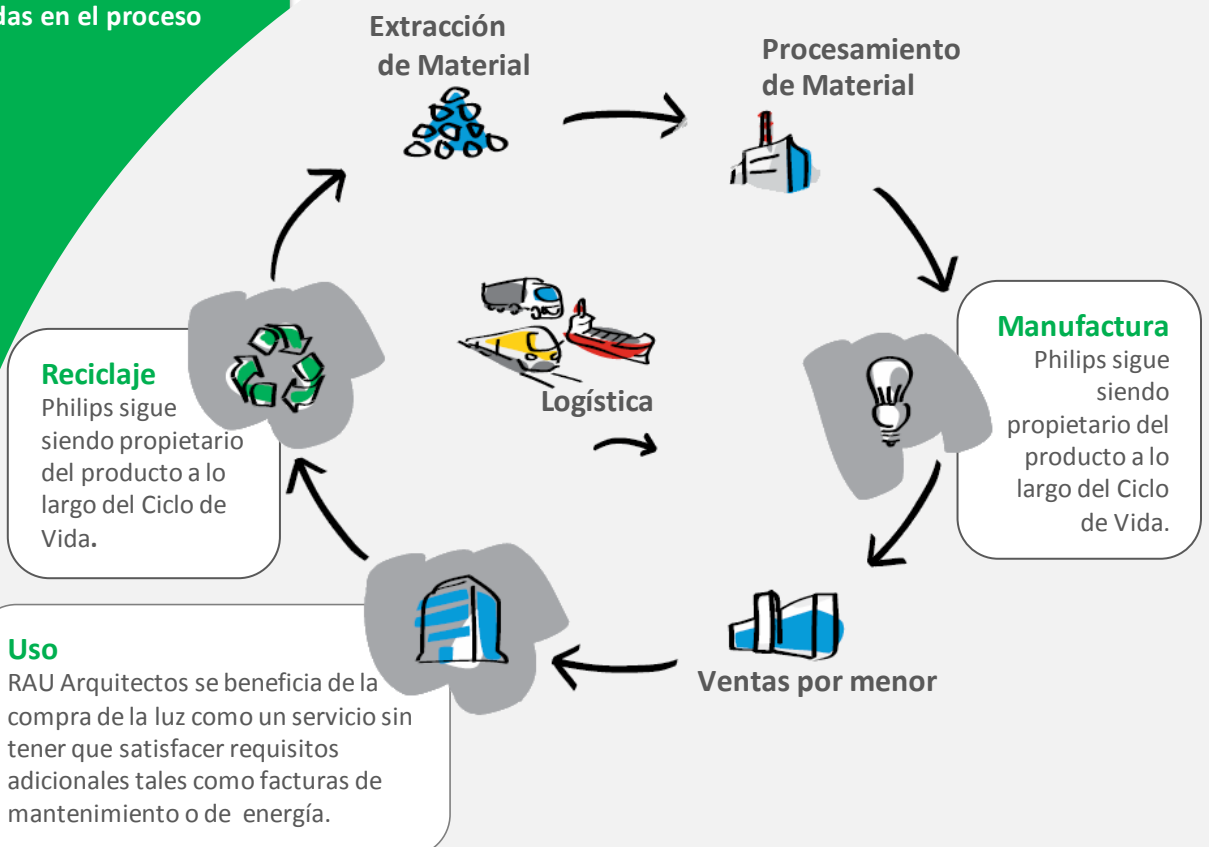 das en el proceso
Extracción
de Material
Procesamiento
de Material
Manufactura
Philips sigue
siendo
propietario del
producto a lo
largo del Ciclo
de Vida.
Logística
Reciclaje
Philips sigue
siendo propietario
del producto a lo
largo del Ciclo de
Vida.
Ventas por menor
Uso
RAU Arquitectos se beneficia de la
compra de la luz como un servicio sin
tener que satisfacer requisitos
adicionales tales como facturas de
mantenimiento o de energía.